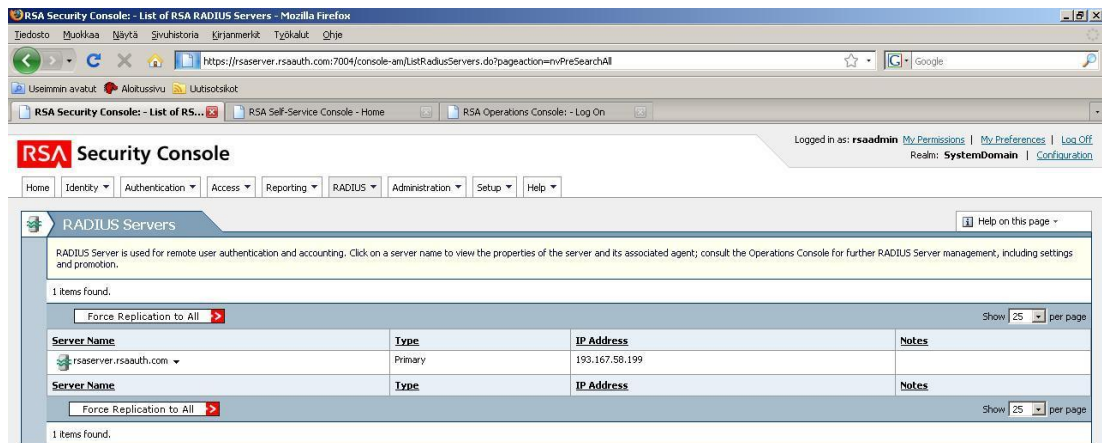 RSA Security Console: - List of RSA RADIUS Servers - Mozilla Firefox
Tiedosto Muokkaa Näytä Sivuhistoria Kirjanmerkit Työkalut Ohje
https://rsaserver.rsaauth.com:7004/console-am/ListRadiusServers.do?pageaction=nvPreSearchAll
G Google
Useimmin avatut Aloitussivu Uutisotsikot
RSA Security Console: - List of RS... RSA Self-Service Console - Home RSA Operations Console: - Log On
RSA Security Console
Logged in as: rsaadmin My Permissions | My Preferences | Log Off
Realm: SystemDomain | Configuration
Home Identity Authentication Access Reporting RADIUS Administration Setup Help
RADIUS Servers
Help on this page
RADIUS Server is used for remote user authentication and accounting. Click on a server name to view the properties of the server and its associated agent; consult the Operations Console for further RADIUS Server management, including settings
and promotion.
1 items found.
Force Replication to All Show 25 per page
Server Name Type IP Address Notes
rsaserver.rsaauth.com Primary 193.167.58.199
Server Name Type IP Address Notes
Force Replication to All Show 25 per page
1 items found.